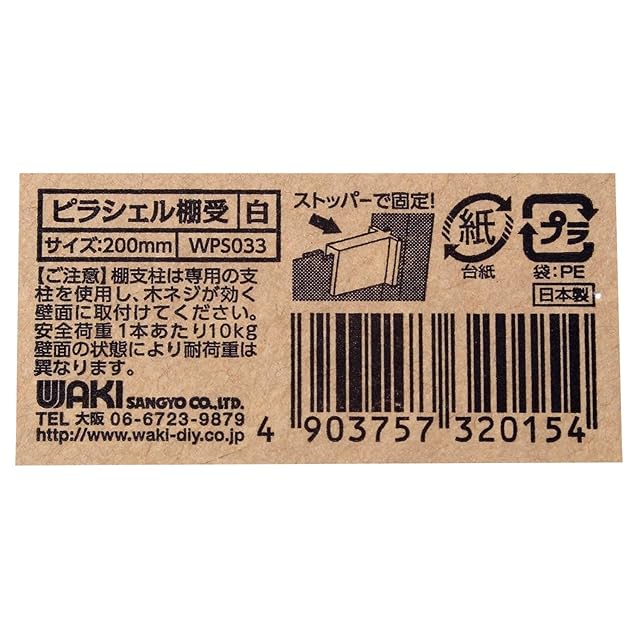 ピラシェル棚受 白
サイズ:200mm WPS033
【ご注意】棚支柱は専用の支
柱を使用し、木ネジが効く
壁面に取付けてください。
安全荷重1本あたり10kg
壁面の状態により耐荷重は
異なります。
WAKI SANGYO CO.,LTD.
TEL 大阪 06-6723-9879
http://www.waki-diy.co.jp
ストッパーで固定!
紙
台紙
プラ
袋:PE
日本製
4 903757 320154